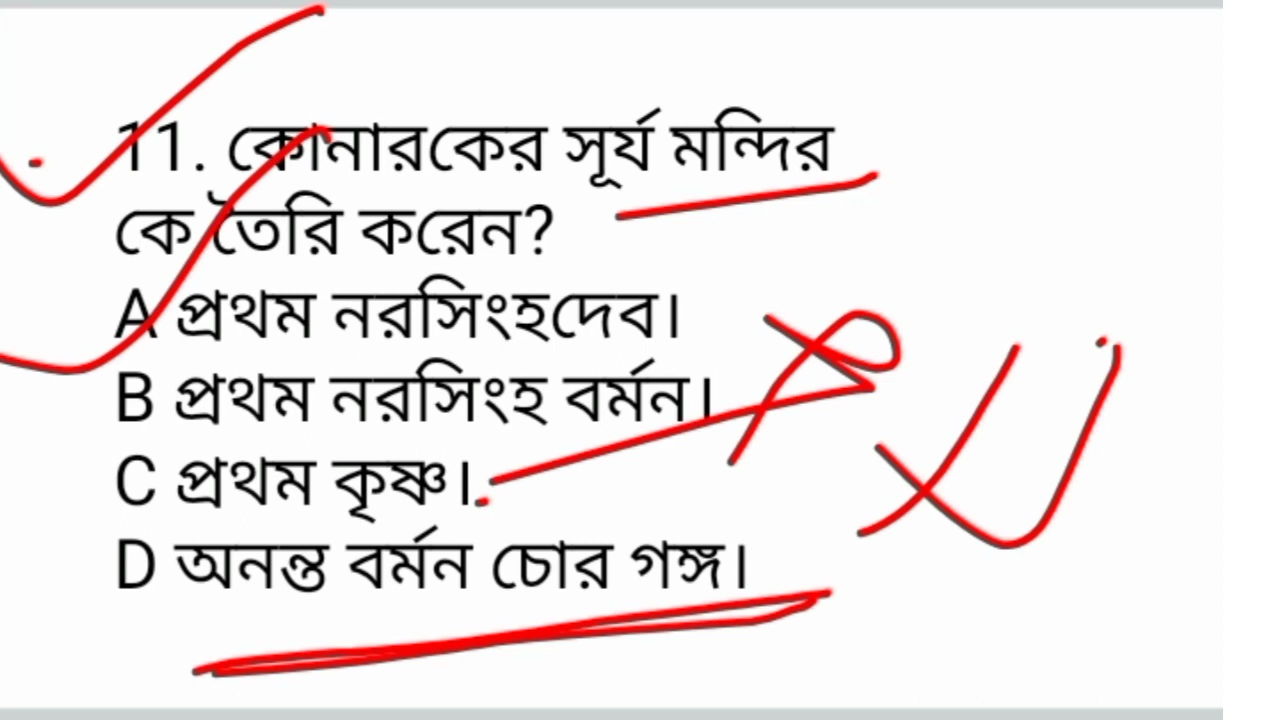 11. কোনারকের সূর্য মন্দির
কে তৈরি করেন?
A প্রথম নরসিংহদেব।
B প্রথম নরসিংহ বর্মন।
C প্রথম কৃষ্ণ।
D অনন্ত বর্মন চোর গঙ্গ।